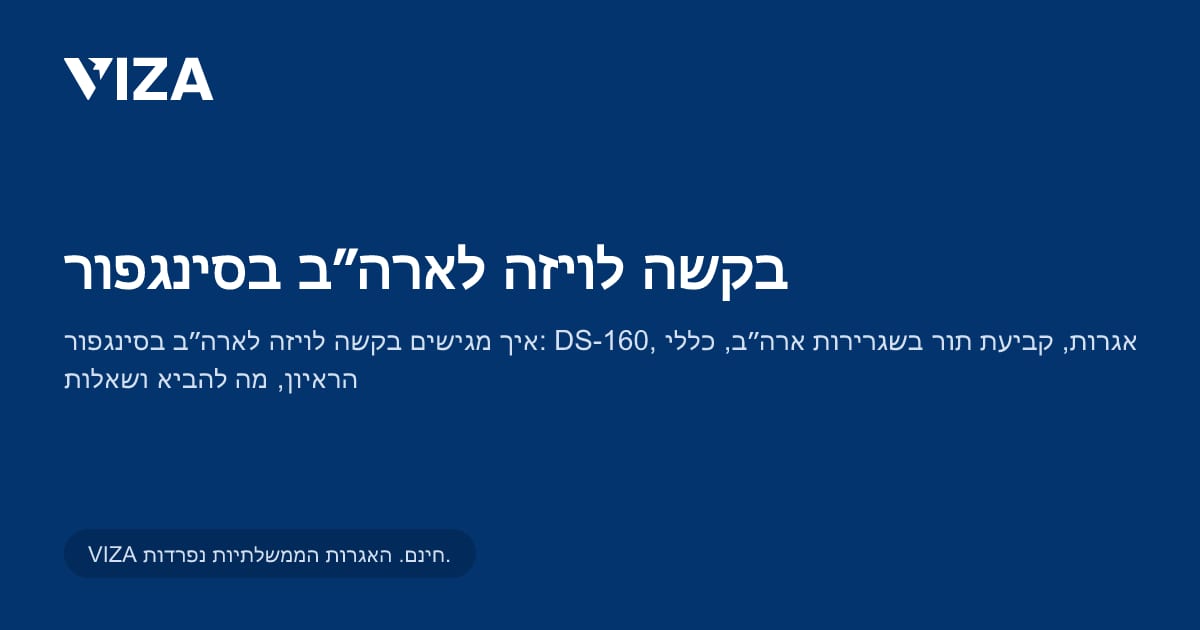 VIZA
בקשה לויזה לארה״ב בסינגפור
איך מגישים בקשה לויזה לארה״ב בסינגפור: DS-160, אגרות, קביעת תור בשגרירות ארה״ב, כללי
הראיון, מה להביא ושאלות
VIZA חינם. האגרות הממשלתיות נפרדות.